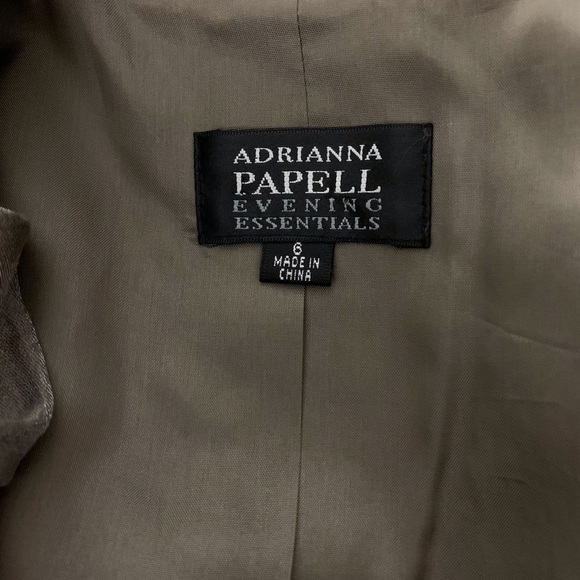 ADRIANNA
PAPELL
EVENING
ESSENTIALS
6
MADE IN
CHINA